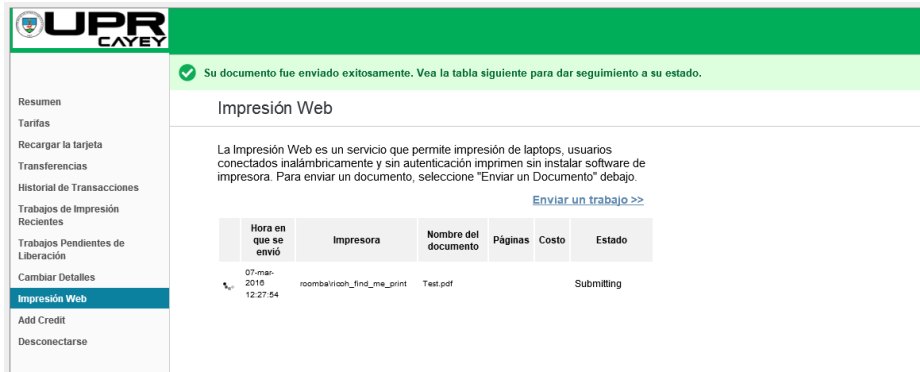 UPR
CAYEY
Su documento fue enviado exitosamente. Vea la tabla siguiente para dar seguimiento a su estado.
Resumen
Tarifas
Recargar la tarjeta
Transferencias
Historial de Transacciones
Trabajos de Impresión
Recientes
Trabajos Pendientes de
Liberación
Cambiar Detalles
Impresión Web
Add Credit
Desconectarse
Impresión Web
La Impresión Web es un servicio que permite impresión de laptops, usuarios
conectados inalámbricamente y sin autenticación imprimen sin instalar software de
impresora. Para enviar un documento, seleccione "Enviar un Documento" debajo.
Enviar un trabajo >>
Hora en
que se
envió
Impresora
Nombre del
documento
Páginas
Costo
Estado
07-mar-
2016
12:27:54
roomba\ricoh_find_me_print
Test.pdf
Submitting